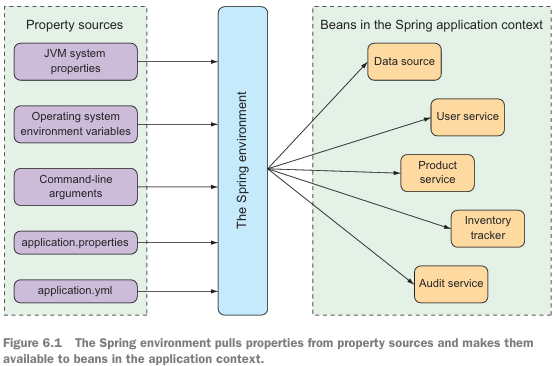 Property sources
JVM system
properties
Operating system
environment variables
Command-line
arguments
application.properties
application.yml
The Spring environment
Beans in the Spring application context
Data source
User service
Product
service
Inventory
tracker
Audit service
Figure 6.1 The Spring environment pulls properties from property sources and makes them
available to beans in the application context.